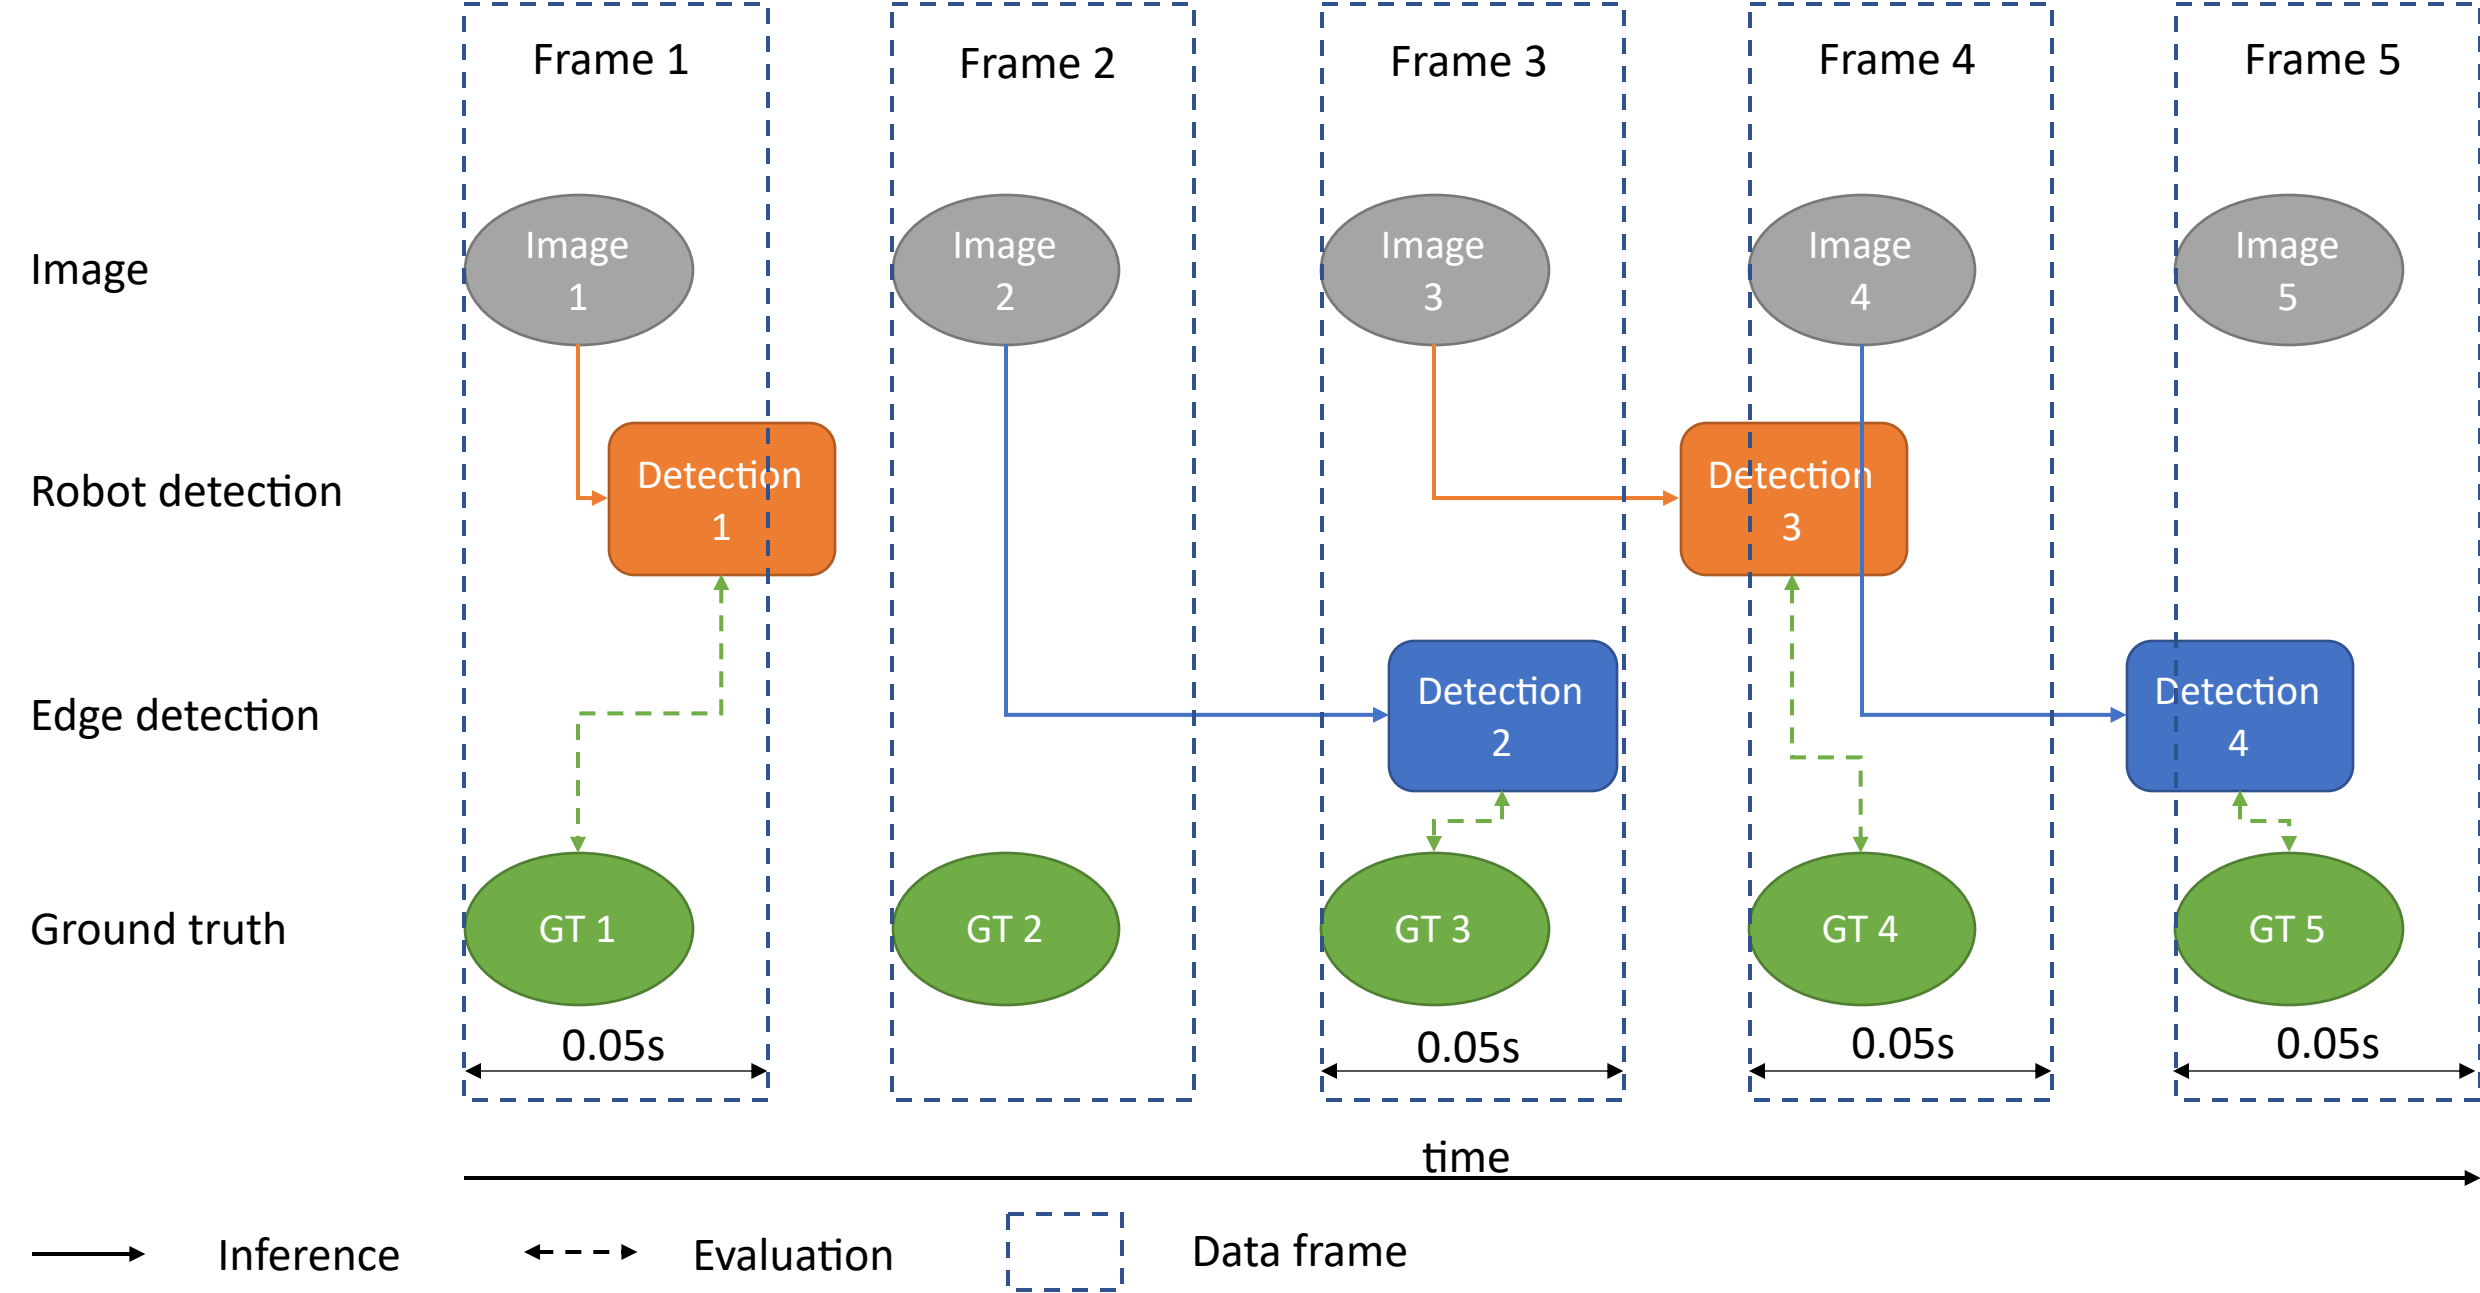 Frame 1
Frame 2
Frame 3
Frame 4
Frame 5
Image
Image
1
Image
2
Image
3
Image
4
Image
5
Robot detection
Detection
1
Detection
3
Edge detection
Detection
2
Detection
4
Ground truth
GT 1
GT 2
GT 3
GT 4
GT 5
0.05s
0.05s
0.05s
0.05s
time
Inference
Evaluation
Data frame